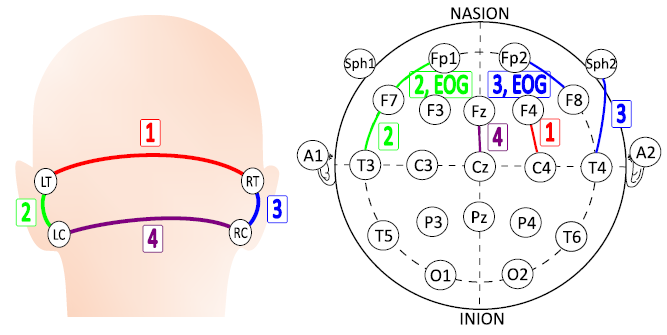 1
LT
RT
2
3
LC
RC
4
NASION
Sph1
Fp1
Fp2
Sph2
2, EOG
3, EOG
F7
F3
Fz
F4
F8
3
2
4
1
A1
T3
C3
Cz
C4
T4
A2
P3
Pz
P4
T5
T6
O1
O2
INION